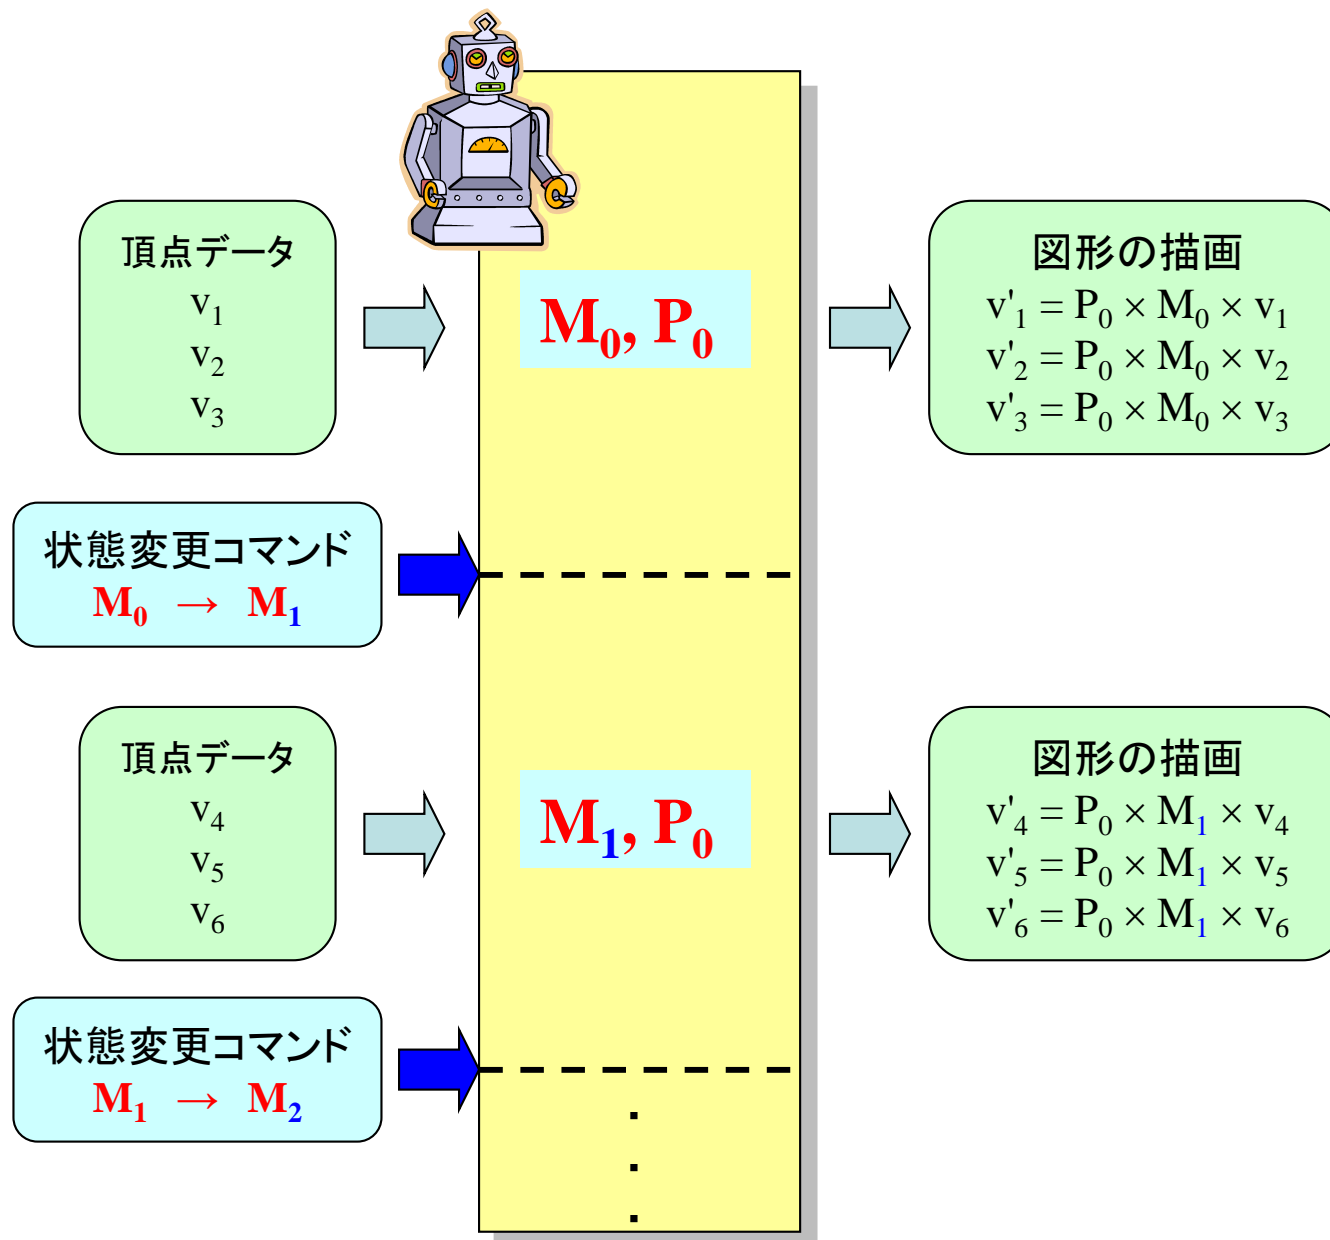 頂点データ
v₁
v₂
v₃
M₀, P₀
図形の描画
v'₁ = P₀ × M₀ × v₁
v'₂ = P₀ × M₀ × v₂
v'₃ = P₀ × M₀ × v₃
状態変更コマンド
M₀ → M₁
頂点データ
v₄
v₅
v₆
M₁, P₀
図形の描画
v'₄ = P₀ × M₁ × v₄
v'₅ = P₀ × M₁ × v₅
v'₆ = P₀ × M₁ × v₆
状態変更コマンド
M₁ → M₂
.
.
.